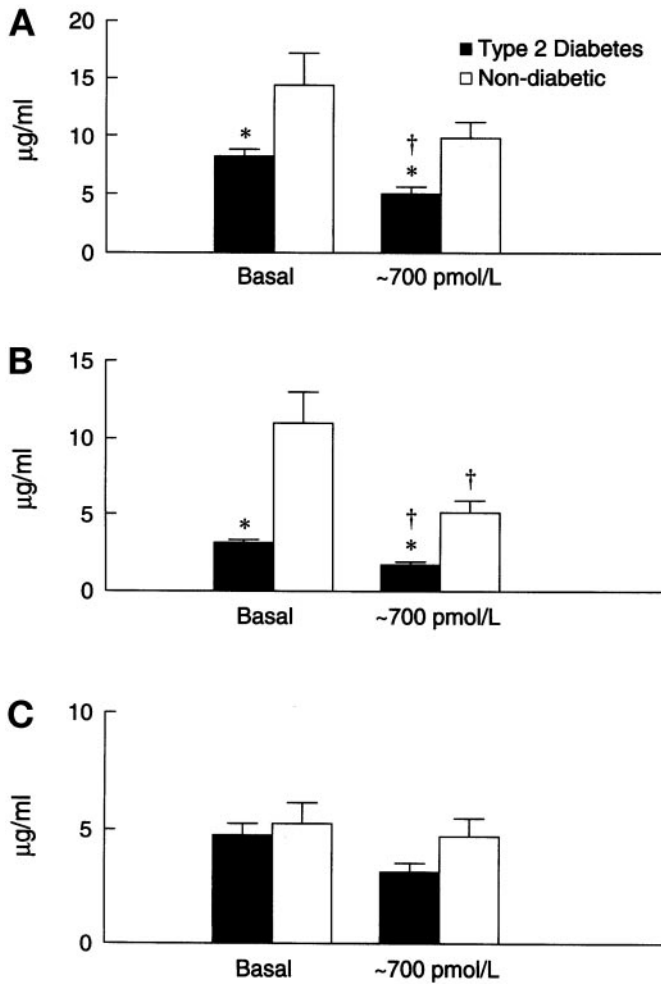 A
20
15
10
5
0
µg/ml
Type 2 Diabetes
Non-diabetic
*
†
*
Basal
~700 pmol/L
B
15
10
5
0
µg/ml
*
†
*
†
Basal
~700 pmol/L
C
10
5
0
µg/ml
Basal
~700 pmol/L